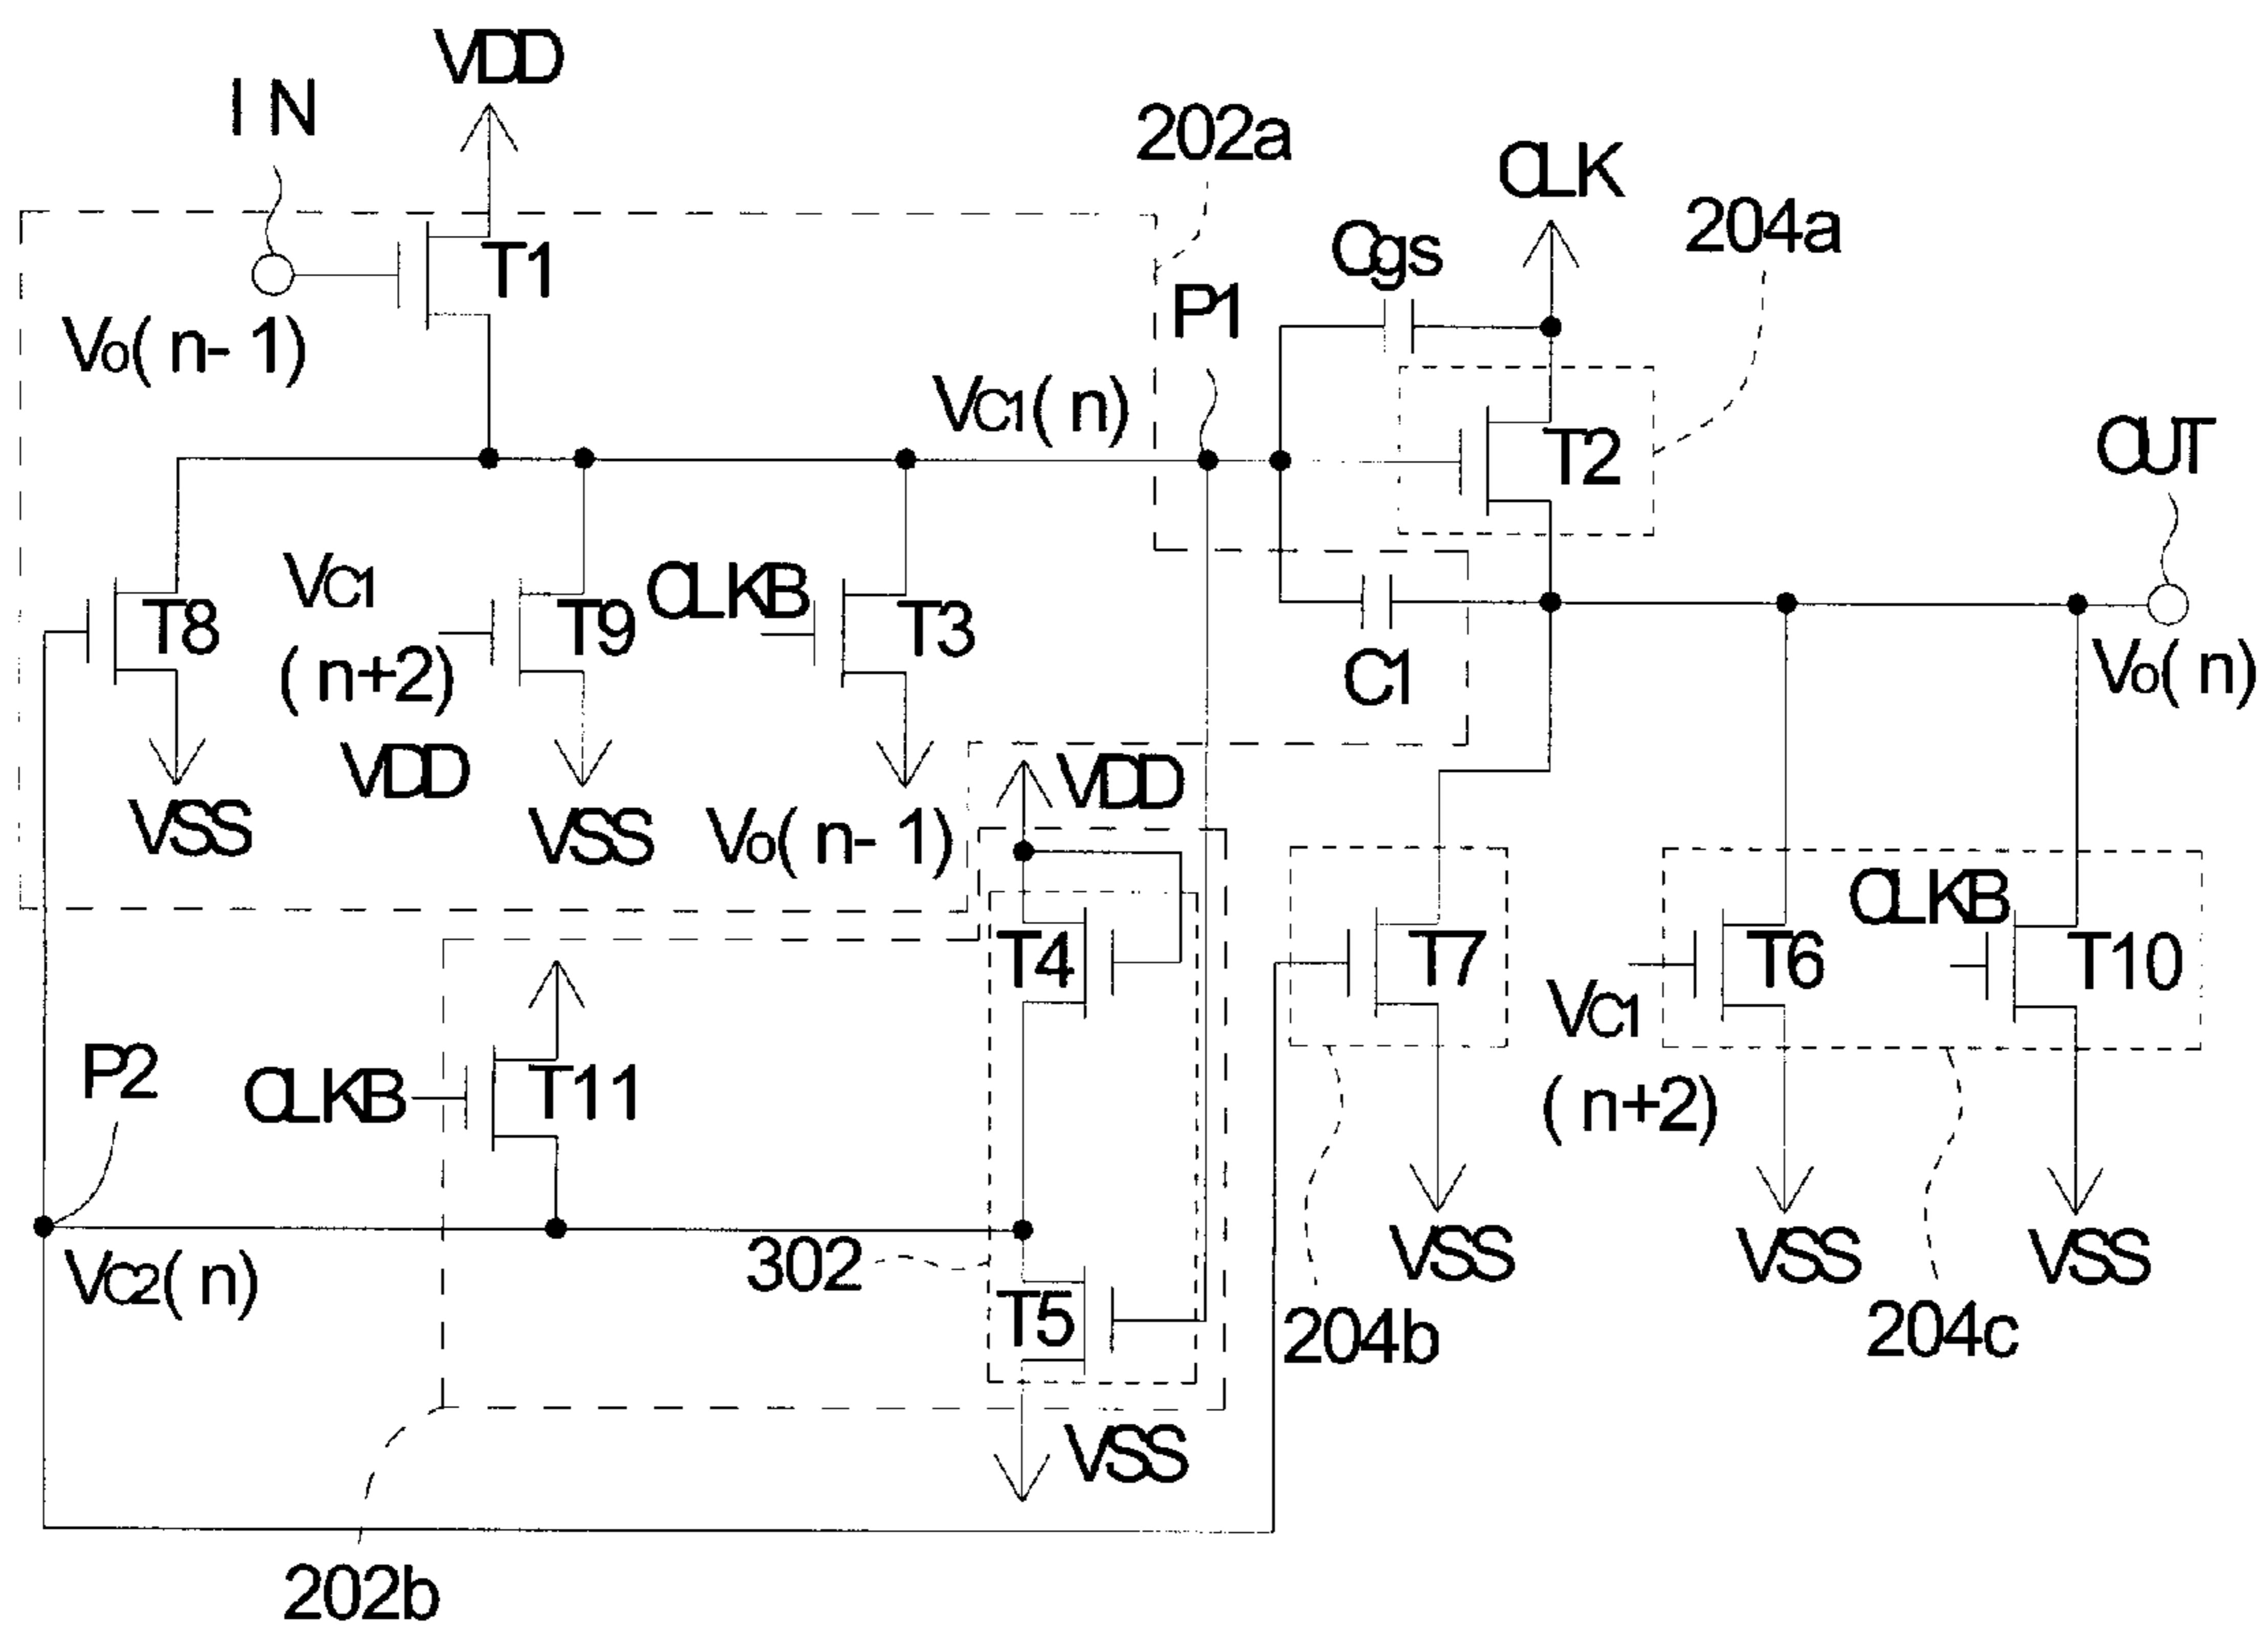 VDD
IN
202a
CLK
204a
Cgs
T1
P1
Vo(n-1)
VC1(n)
T2
OUT
VC1
(n+2)
CLKB
T8
T9
T3
C1
Vo(n)
VDD
VDD
VSS
VSS
Vo(n-1)
CLKB
T4
T7
T6
T10
VC1
(n+2)
P2
CLKB
T11
VC2(n)
302
T5
VSS
VSS
VSS
204b
204c
VSS
202b